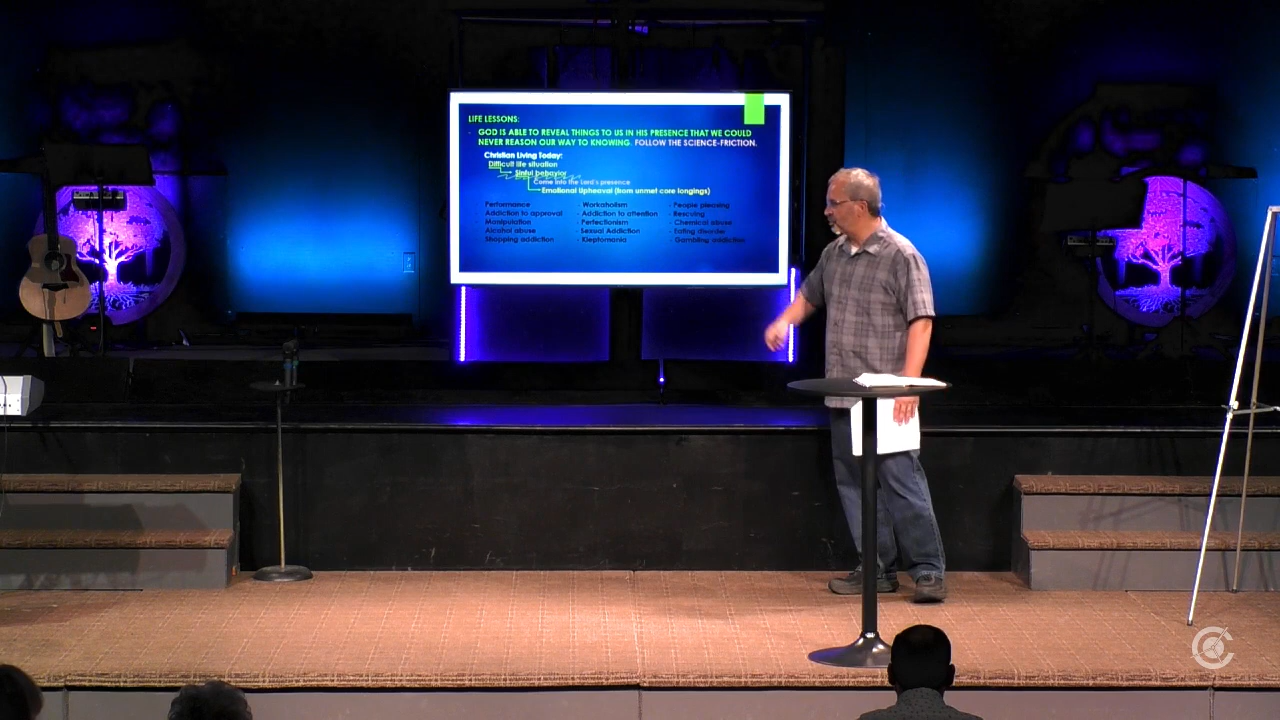 LIFE LESSONS:
GOD IS ABLE TO REVEAL THINGS TO US IN HIS PRESENCE THAT WE COULD
NEVER REASON OUR WAY TO KNOWING. FOLLOW THE SCIENCE-FRICTION.
Christian Living Today:
Difficult life situation
Sinful behavior
Come into the Lord's presence
Emotional Upheaval (from unmet core longings)
Performance - Workaholism - People pleasing
Addiction to approval - Addiction to attention - Rescuing
Manipulation - Perfectionism - Chemical abuse
Alcohol abuse - Sexual Addiction - Eating disorder
Shopping addiction - Kleptomania - Gambling addiction